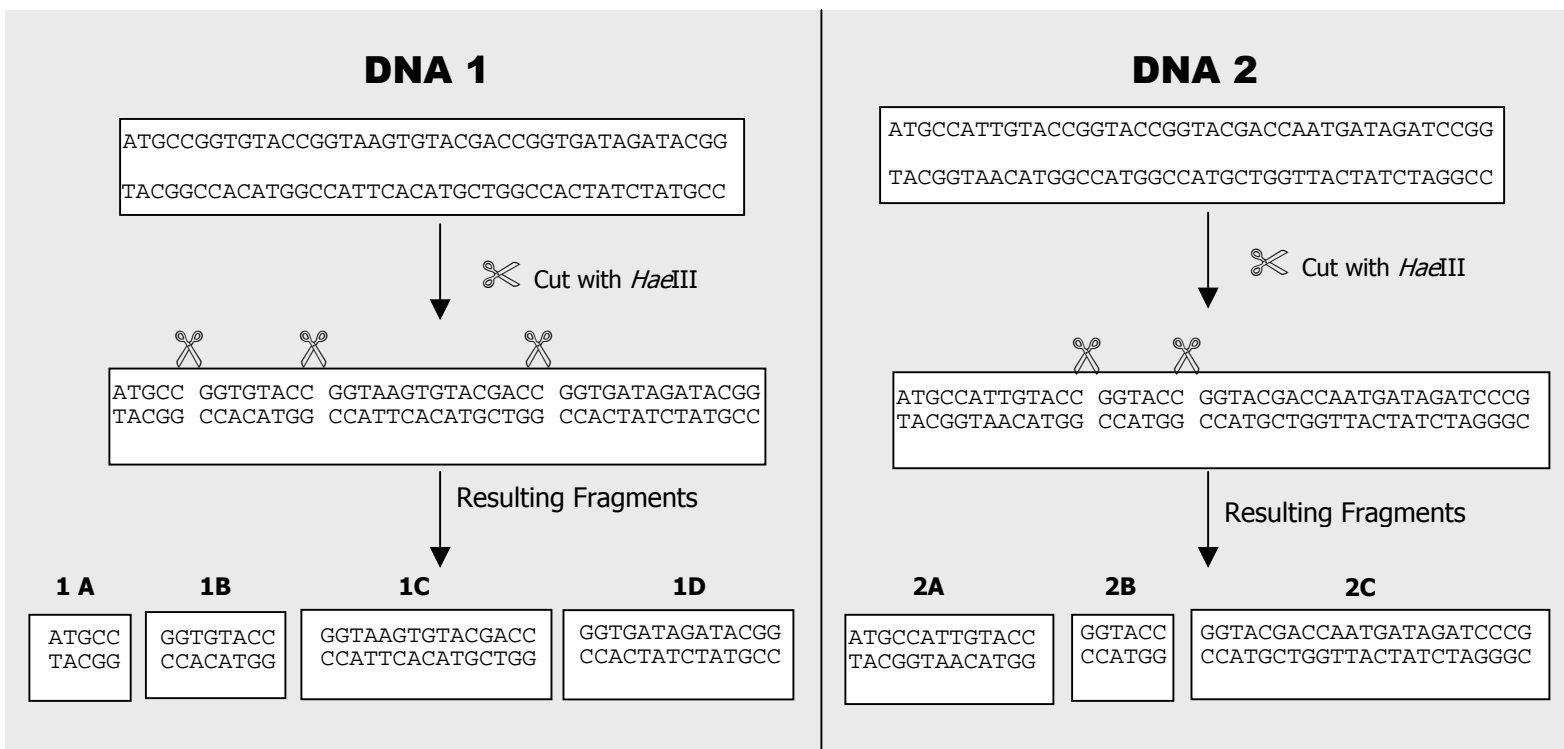 DNA 1
ATGCCGGTGTACCGGTAAGTGTACGACCGGTGATAGATACGG
TACGGCCACATGGCCATTCACATGCTGGCCACTATCTATGCC
Cut with HaeIII
ATGCC GGTGTACC GGTAAGTGTACGACC GGTGATAGATACGG
TACGG CCACATGG CCATTCACATGCTGG CCACTATCTATGCC
Resulting Fragments
1 A
1B
1C
1D
ATGCC
TACGG
GGTGTACC
CCACATGG
GGTAAGTGTACGACC
CCATTCACATGCTGG
GGTGATAGATACGG
CCACTATCTATGCC
DNA 2
ATGCCATTGTACCGGTACCGGTACGACCAATGATAGATCCGG
TACGGTAACATGGCCATGGCCATGCTGGTTACTATCTAGGCC
Cut with HaeIII
ATGCCATTGTACC GGTACC GGTACGACCAATGATAGATCCCG
TACGGTAACATGG CCATGG CCATGCTGGTTACTATCTAGGGC
Resulting Fragments
2A
2B
2C
ATGCCATTGTACC
TACGGTAACATGG
GGTACC
CCATGG
GGTACGACCAATGATAGATCCCG
CCATGCTGGTTACTATCTAGGGC